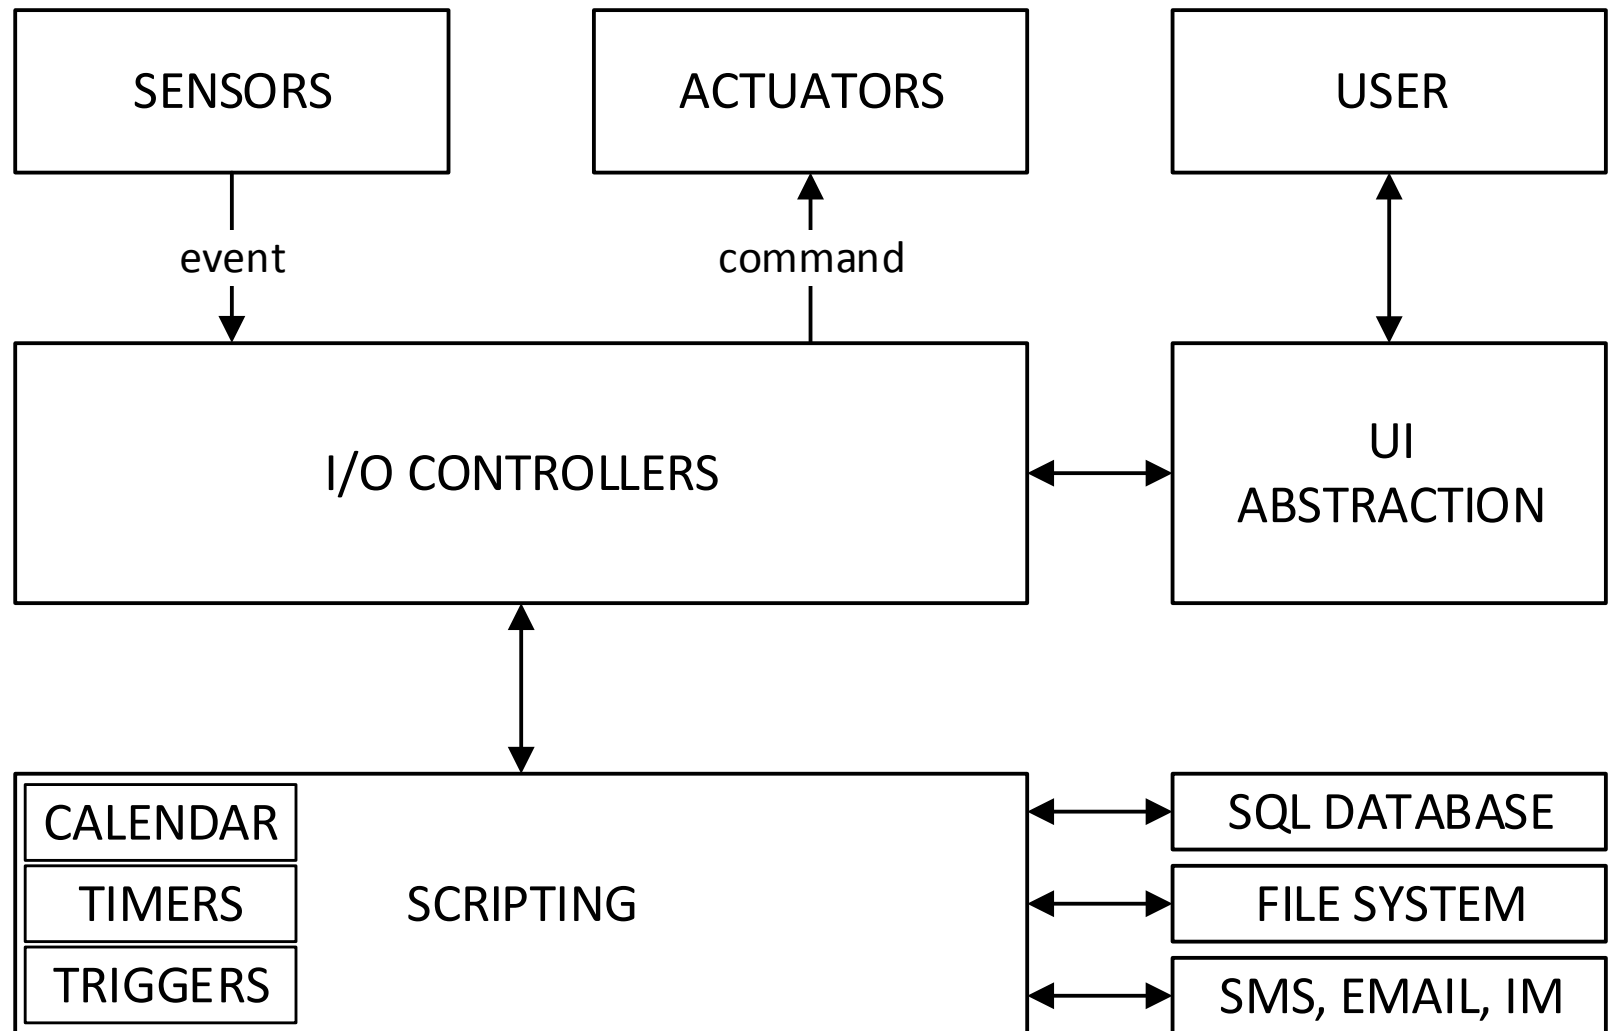 SENSORS
ACTUATORS
USER
event
command
I/O CONTROLLERS
UI
ABSTRACTION
CALENDAR
TIMERS
TRIGGERS
SCRIPTING
SQL DATABASE
FILE SYSTEM
SMS, EMAIL, IM